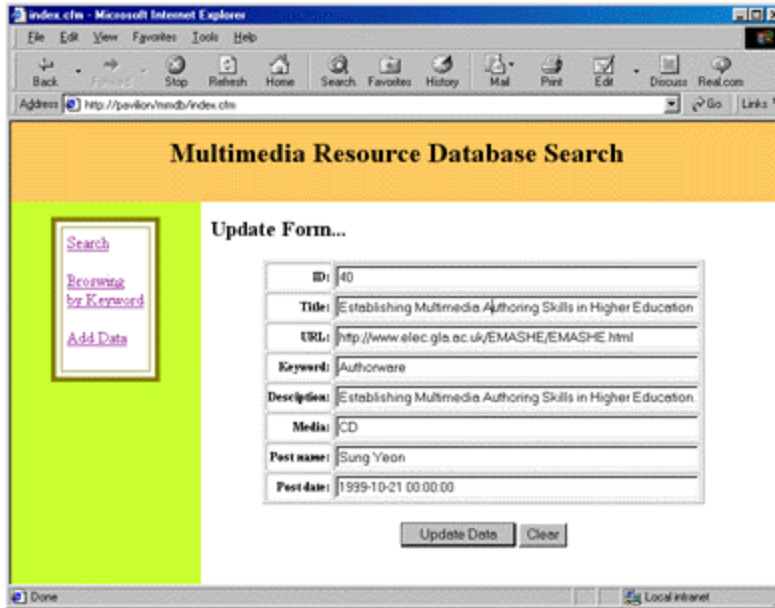 index.cfm - Microsoft Internet Explorer
File Edit View Favorites Tools Help
Back Forward Stop Refresh Home Search Favorites History Mail Print Edit Discuss Real.com
Address http://pavilion/mmdb/index.cfm Go Links
Multimedia Resource Database Search
Search
Broswing
by Keyword
Add Data
Update Form...
ID: 40
Title: Establishing Multimedia Authoring Skills in Higher Education
URL: http://www.elec.gla.ac.uk/EMASHE/EMASHE.html
Keyword: Authorware
Desciption: Establishing Multimedia Authoring Skills in Higher Education.
Media: CD
Post name: Sung Yeon
Post date: 1999-10-21 00:00:00
Update Data Clear
Done Local intranet